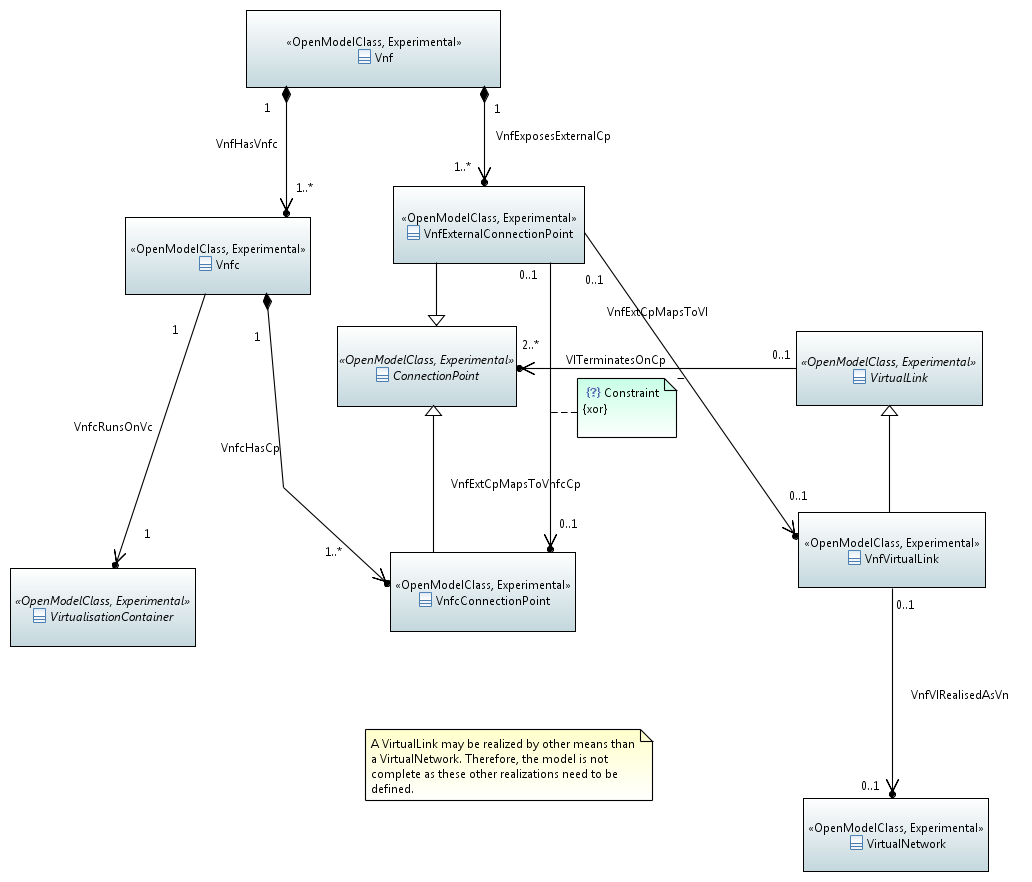 «OpenModelClass, Experimental»
Vnf
1
1
VnfHasVnfc
VnfExposesExternalCp
1..*
1..*
«OpenModelClass, Experimental»
VnfExternalConnectionPoint
«OpenModelClass, Experimental»
Vnfc
0..1
0..1
VnfExtCpMapsToVl
1
1
2..*
VlTerminatesOnCp
0..1
«OpenModelClass, Experimental»
ConnectionPoint
«OpenModelClass, Experimental»
VirtualLink
{?} Constraint
{xor}
VnfcRunsOnVc
VnfcHasCp
VnfExtCpMapsToVnfcCp
0..1
0..1
1
1..*
«OpenModelClass, Experimental»
VnfVirtualLink
«OpenModelClass, Experimental»
VnfcConnectionPoint
«OpenModelClass, Experimental»
VirtualisationContainer
0..1
VnfVlRealisedAsVn
A VirtualLink may be realized by other means than
a VirtualNetwork. Therefore, the model is not
complete as these other realizations need to be
defined.
0..1
«OpenModelClass, Experimental»
VirtualNetwork